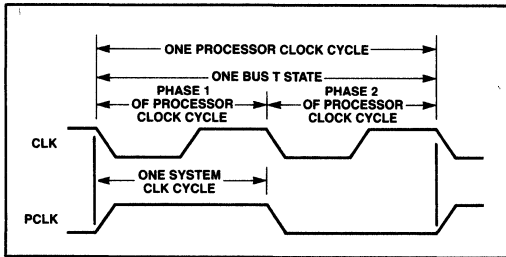 ONE PROCESSOR CLOCK CYCLE
ONE BUS T STATE
PHASE 1
OF PROCESSOR
CLOCK CYCLE
PHASE 2
OF PROCESSOR
CLOCK CYCLE
CLK
ONE SYSTEM
CLK CYCLE
PCLK